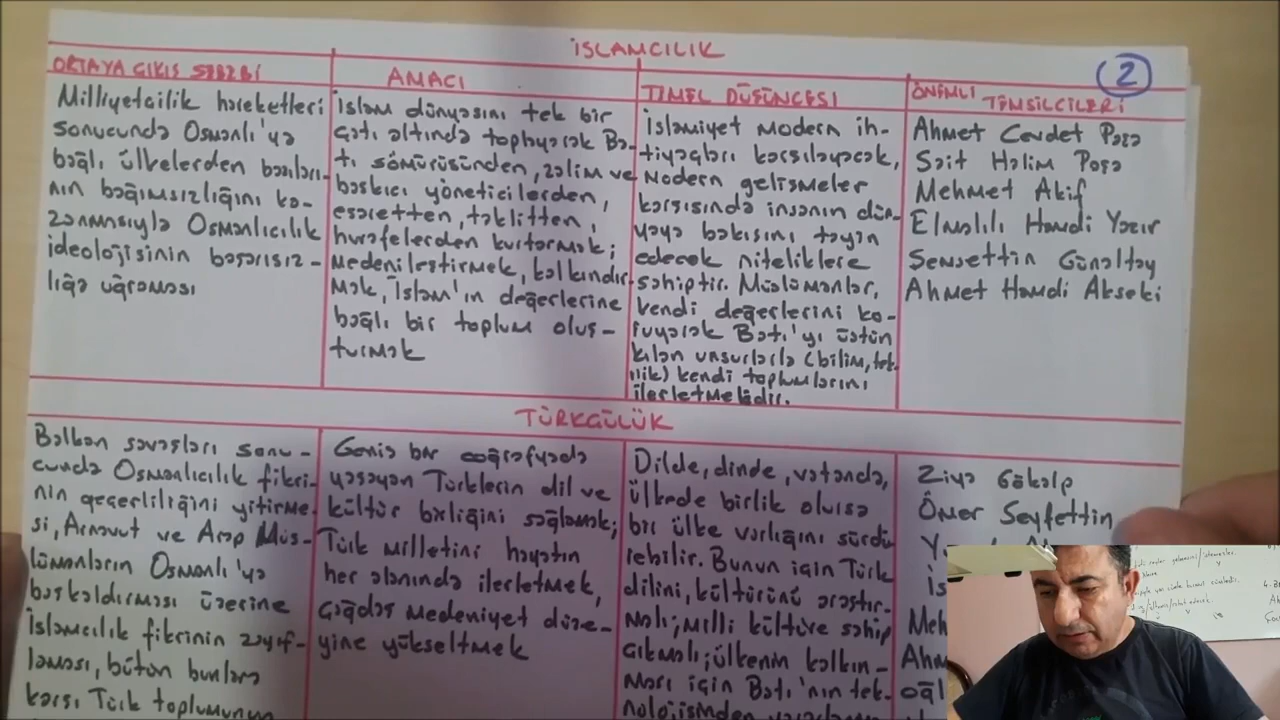 İSLAMCILIK
2
ORTAYA ÇIKIŞ SEBEBİ
Milliyetçilik hareketleri
sonucunda Osmanlı'ya
bağlı ülkelerden bazıları-
nın bağımsızlığını ka-
zanmasıyla Osmanlıcılık
ideolojisinin başarısız-
lığa uğraması
AMACI
İslam dünyasını tek bir
çatı altında toplayarak Ba-
tı sömürüsünden, zalim ve
baskıcı yöneticilerden,
esaretten, taklitten,
hurafelerden kurtarmak;
medenileştirmek, kalkındır-
mak, İslam'ın değerlerine
bağlı bir toplum oluş-
turmak
TEMEL DÜŞÜNCESİ
İslamiyet modern ih-
tiyaçları karşılayacak,
modern gelişmeler
karşısında insanın dün-
yaya bakışını tayin
edecek niteliklere
sahiptir. Müslümanlar,
kendi değerlerini ko-
ruyarak Batı'yı üstün
kılan unsurlarla (bilim, tek-
nik) kendi toplumlarını
ilerletmelidir.
ÖNEMLİ
TEMSİLCİLERİ
Ahmet Cevdet Paşa
Sait Halim Paşa
Mehmet Akif
Elmalılı Hamdi Yazır
Şemsettin Günaltay
Ahmet Hamdi Akseki
TÜRKÇÜLÜK
Balkan savaşları sonu-
cunda Osmanlıcılık fikri-
nin geçerliliğini yitirme-
si, Arnavut ve Arap Müs-
lümanların Osmanlı'ya
başkaldırması üzerine
İslamcılık fikrinin zayıf-
laması, bütün bunlara
karşı Türk toplumunun
Geniş bir coğrafyada
yaşayan Türklerin dil ve
kültür birliğini sağlamak;
Türk milletini hayatın
her alanında ilerletmek,
çağdaş medeniyet düze-
yine yükseltmek
Dilde, dinde, vatanda,
ülkede birlik olursa
bir ülke varlığını sürdü
rebilir. Bunun için Türk
dilini, kültürünü araştır-
malı; milli kültüre sahip
çıkmalı; ülkenin kalkın-
ması için Batı'nın tek-
nolojisinden
Ziya Gökalp
Ömer Seyfettin